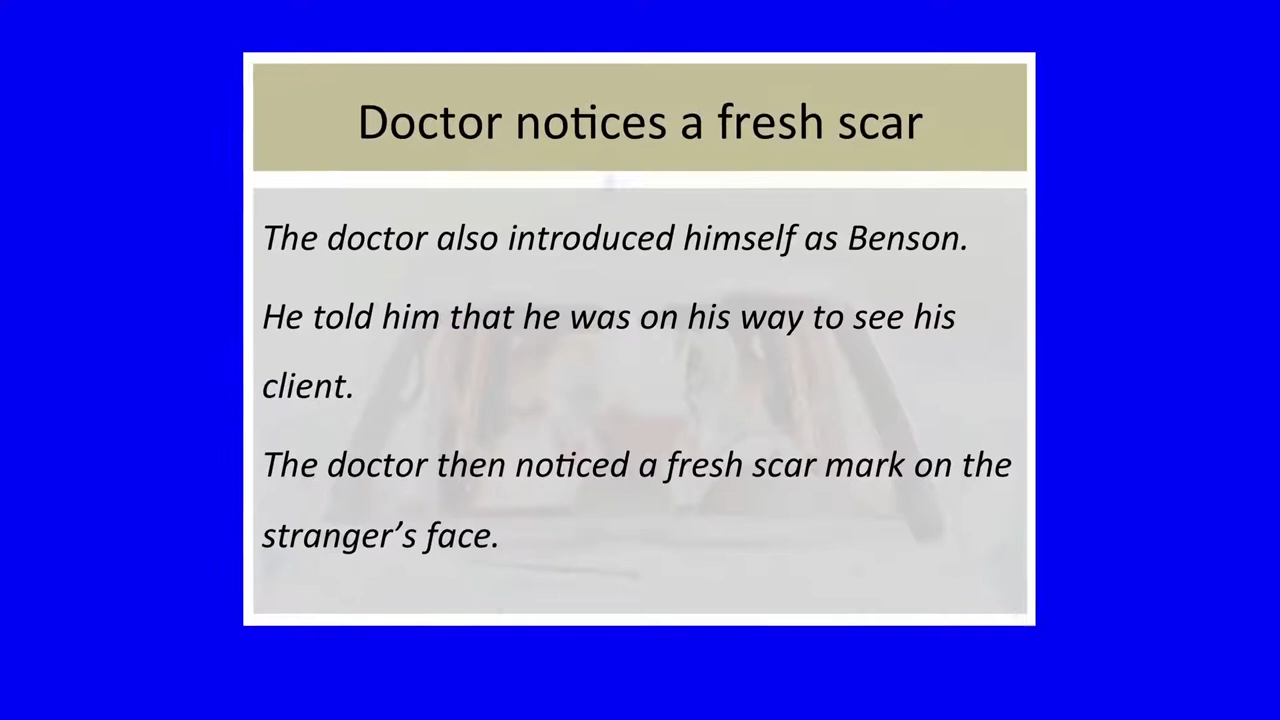 Doctor notices a fresh scar
The doctor also introduced himself as Benson.
He told him that he was on his way to see his
client.
The doctor then noticed a fresh scar mark on the
stranger’s face.